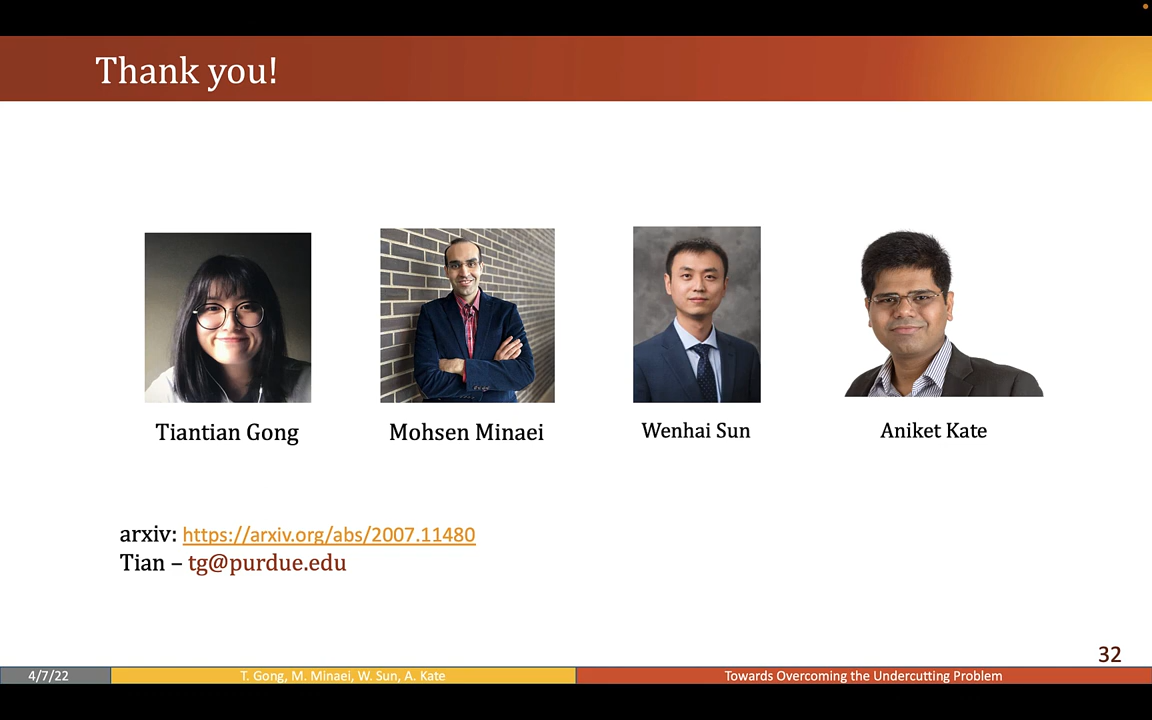 Thank you!
Tiantian Gong
Mohsen Minaei
Wenhai Sun
Aniket Kate
arxiv: https://arxiv.org/abs/2007.11480
Tian – tg@purdue.edu
32
4/7/22
T. Gong, M. Minaei, W. Sun, A. Kate
Towards Overcoming the Undercutting Problem